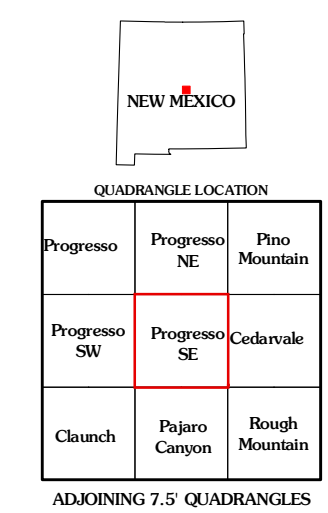 NEW MEXICO
QUADRANGLE LOCATION
Progresso
Progresso
NE
Pino
Mountain
Progresso
SW
Progresso
SE
Cedarvale
Claunch
Pajaro
Canyon
Rough
Mountain
ADJOINING 7.5' QUADRANGLES